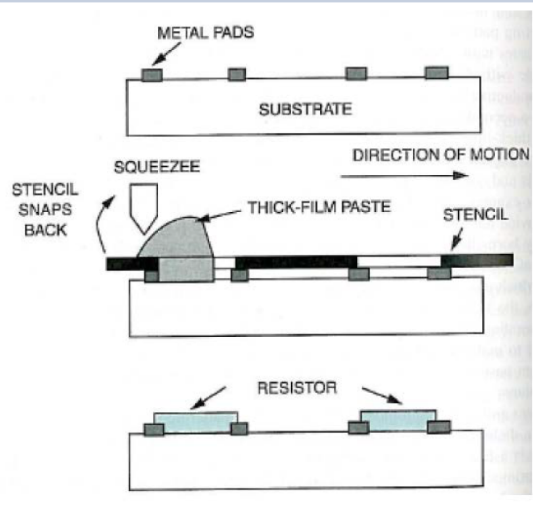 METAL PADS
SUBSTRATE
DIRECTION OF MOTION
SQUEEZEE
STENCIL
SNAPS
BACK
THICK-FILM PASTE
STENCIL
RESISTOR